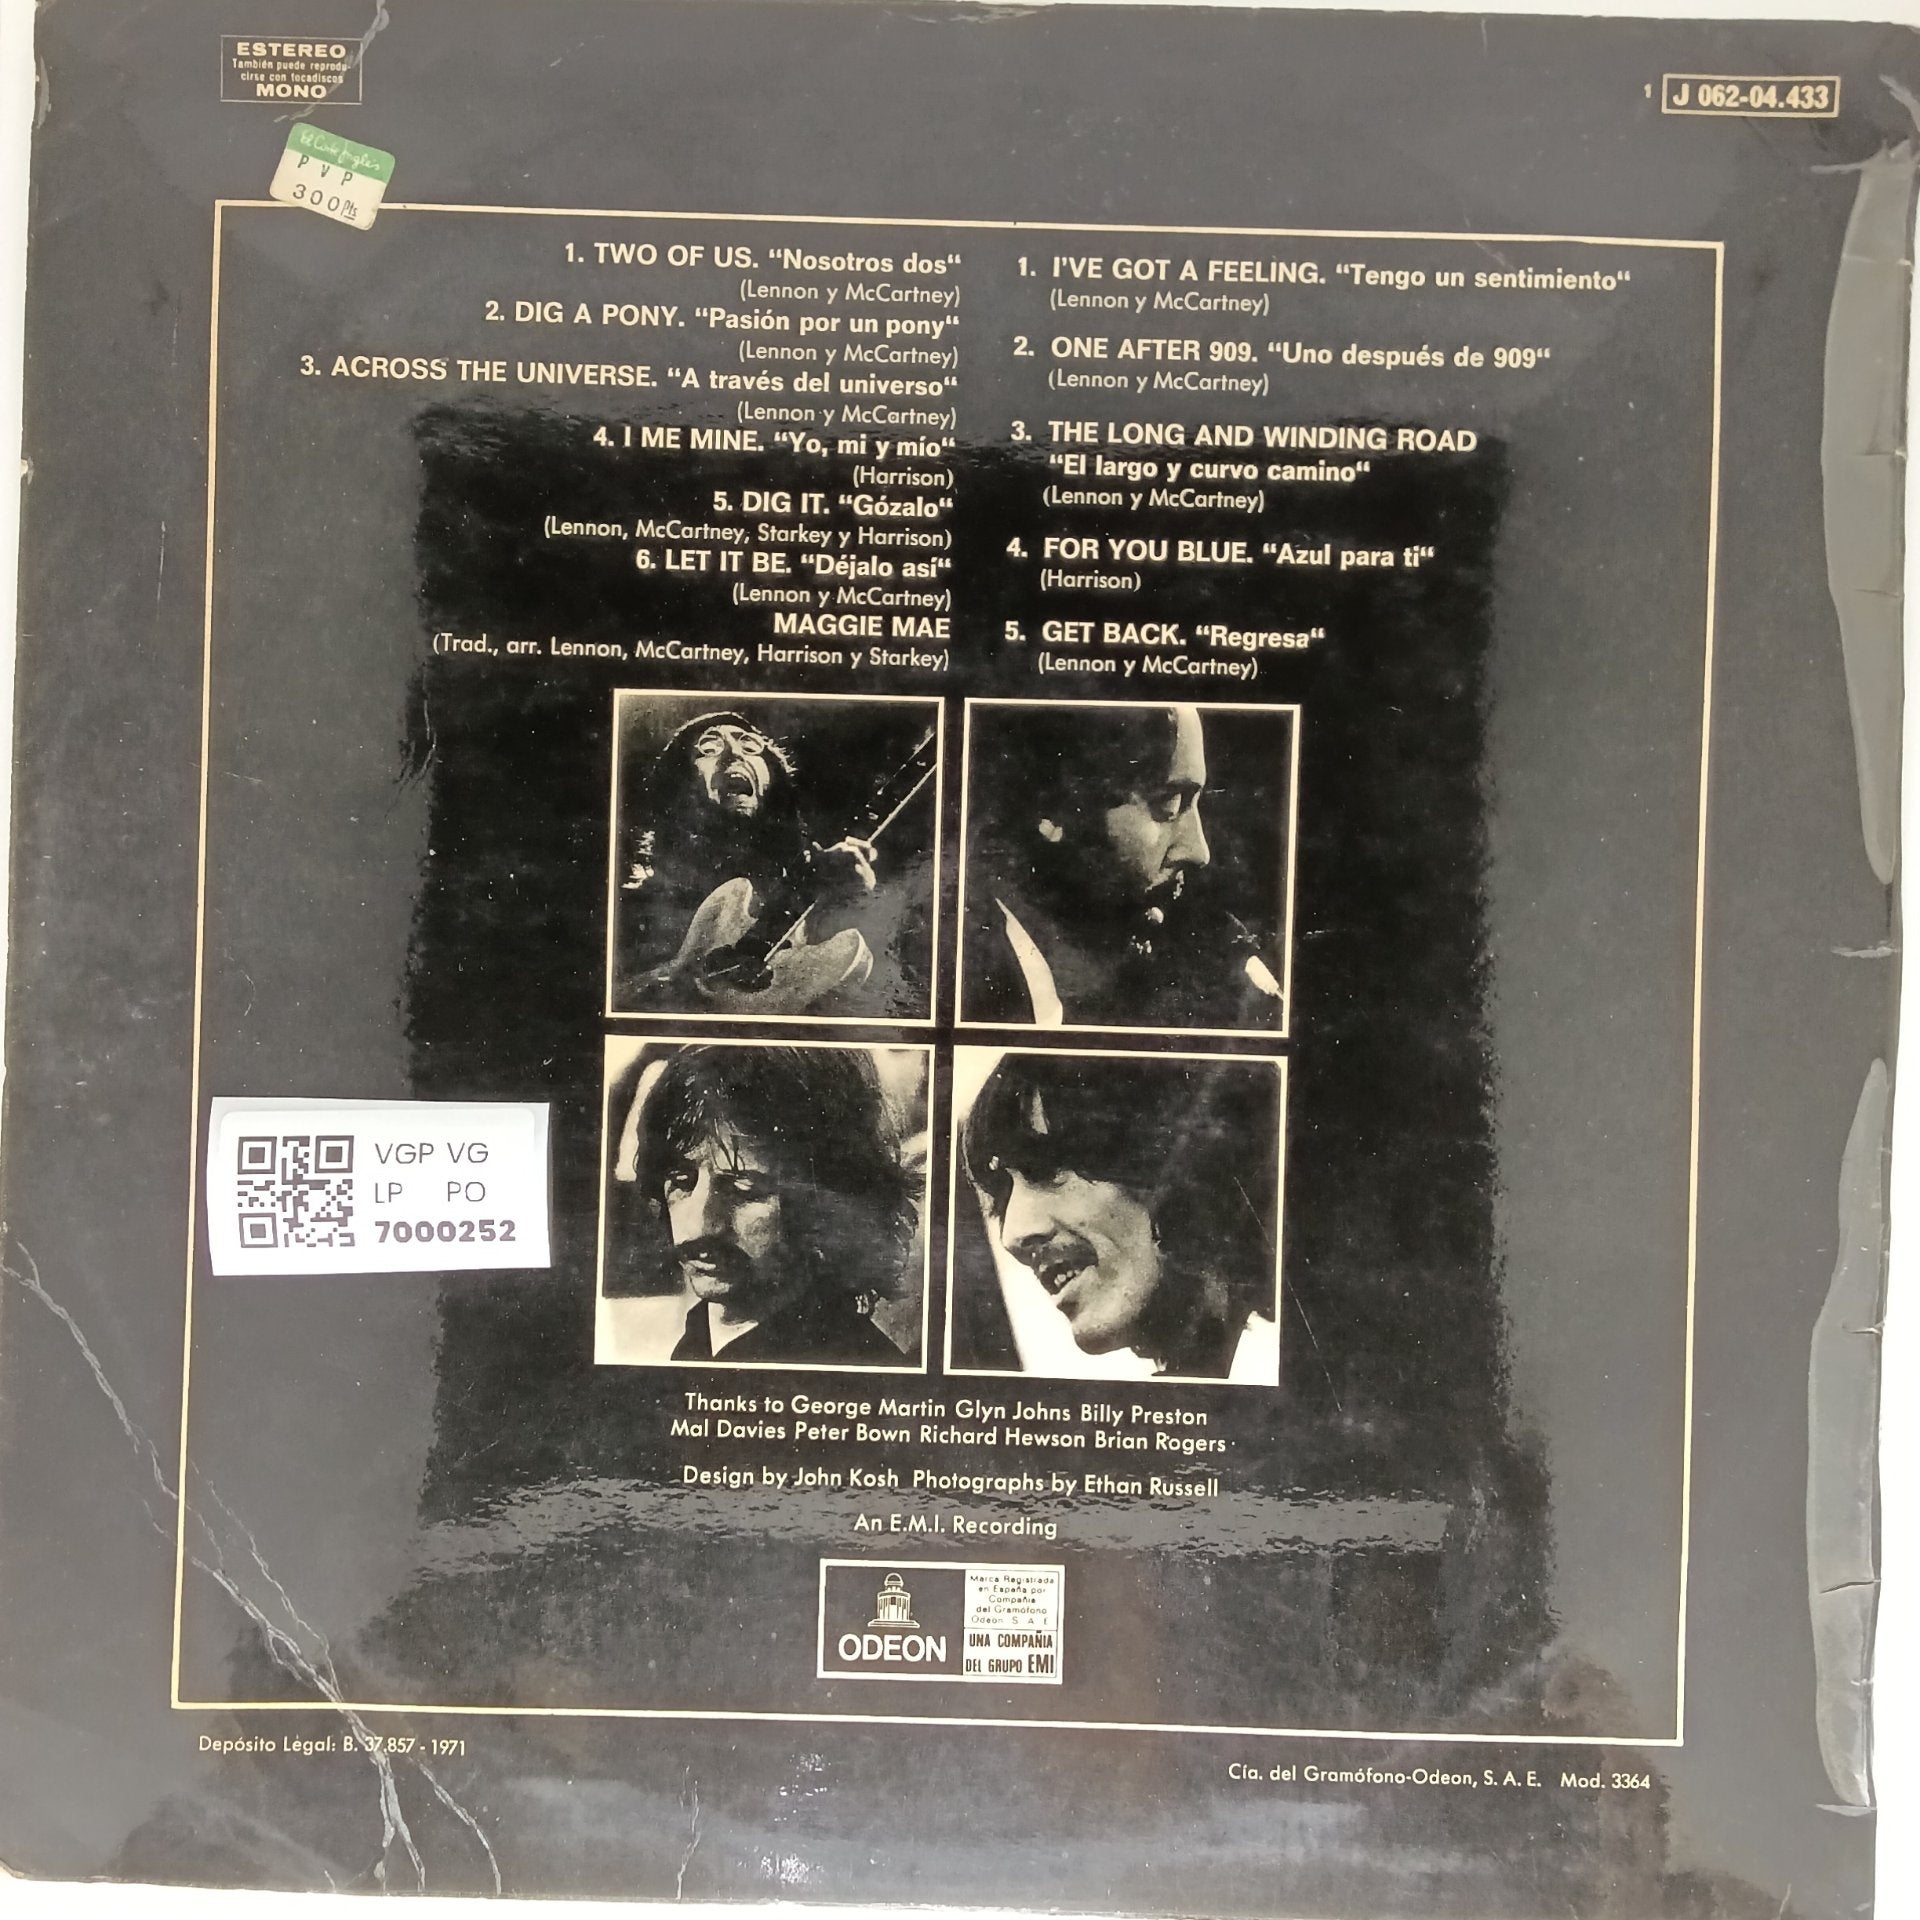 ESTEREO
También puede reprodu-
cirse con tocadiscos
MONO
1 J 062-04.433
El Corte Inglés
P V P
300 Pts
1. TWO OF US. “Nosotros dos“
(Lennon y McCartney)
2. DIG A PONY. “Pasión por un pony“
(Lennon y McCartney)
3. ACROSS THE UNIVERSE. “A través del universo“
(Lennon y McCartney)
4. I ME MINE. “Yo, mi y mío“
(Harrison)
5. DIG IT. “Gózalo“
(Lennon, McCartney, Starkey y Harrison)
6. LET IT BE. “Déjalo así“
(Lennon y McCartney)
MAGGIE MAE
(Trad., arr. Lennon, McCartney, Harrison y Starkey)
1. I'VE GOT A FEELING. “Tengo un sentimiento“
(Lennon y McCartney)
2. ONE AFTER 909. “Uno después de 909“
(Lennon y McCartney)
3. THE LONG AND WINDING ROAD
“El largo y curvo camino“
(Lennon y McCartney)
4. FOR YOU BLUE. “Azul para ti“
(Harrison)
5. GET BACK. “Regresa“
(Lennon y McCartney)
VGP VG
LP PO
7000252
Thanks to George Martin Glyn Johns Billy Preston
Mal Davies Peter Bown Richard Hewson Brian Rogers
Design by John Kosh Photographs by Ethan Russell
An E.M.I. Recording
ODEON
Marca Registrada
en España por
Compañía
del Gramófono
Odeón S. A. E.
UNA COMPAÑIA
DEL GRUPO EMI
Depósito Légal: B. 37.857 - 1971
Cía. del Gramófono-Odeon, S. A. E. Mod. 3364